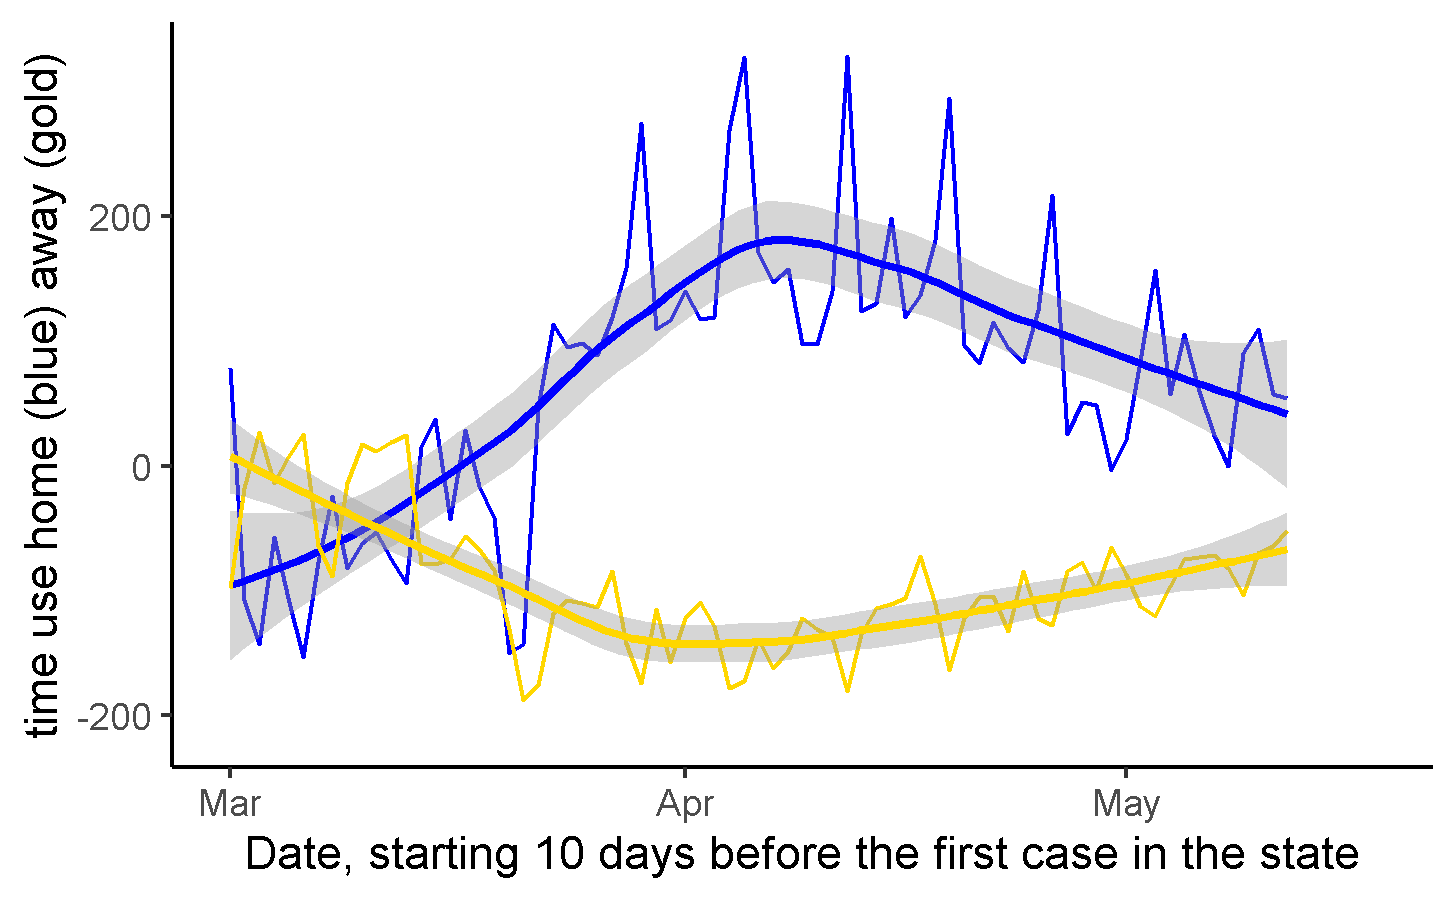 time use home (blue) away (gold)
200
0
-200
Mar
Apr
May
Date, starting 10 days before the first case in the state